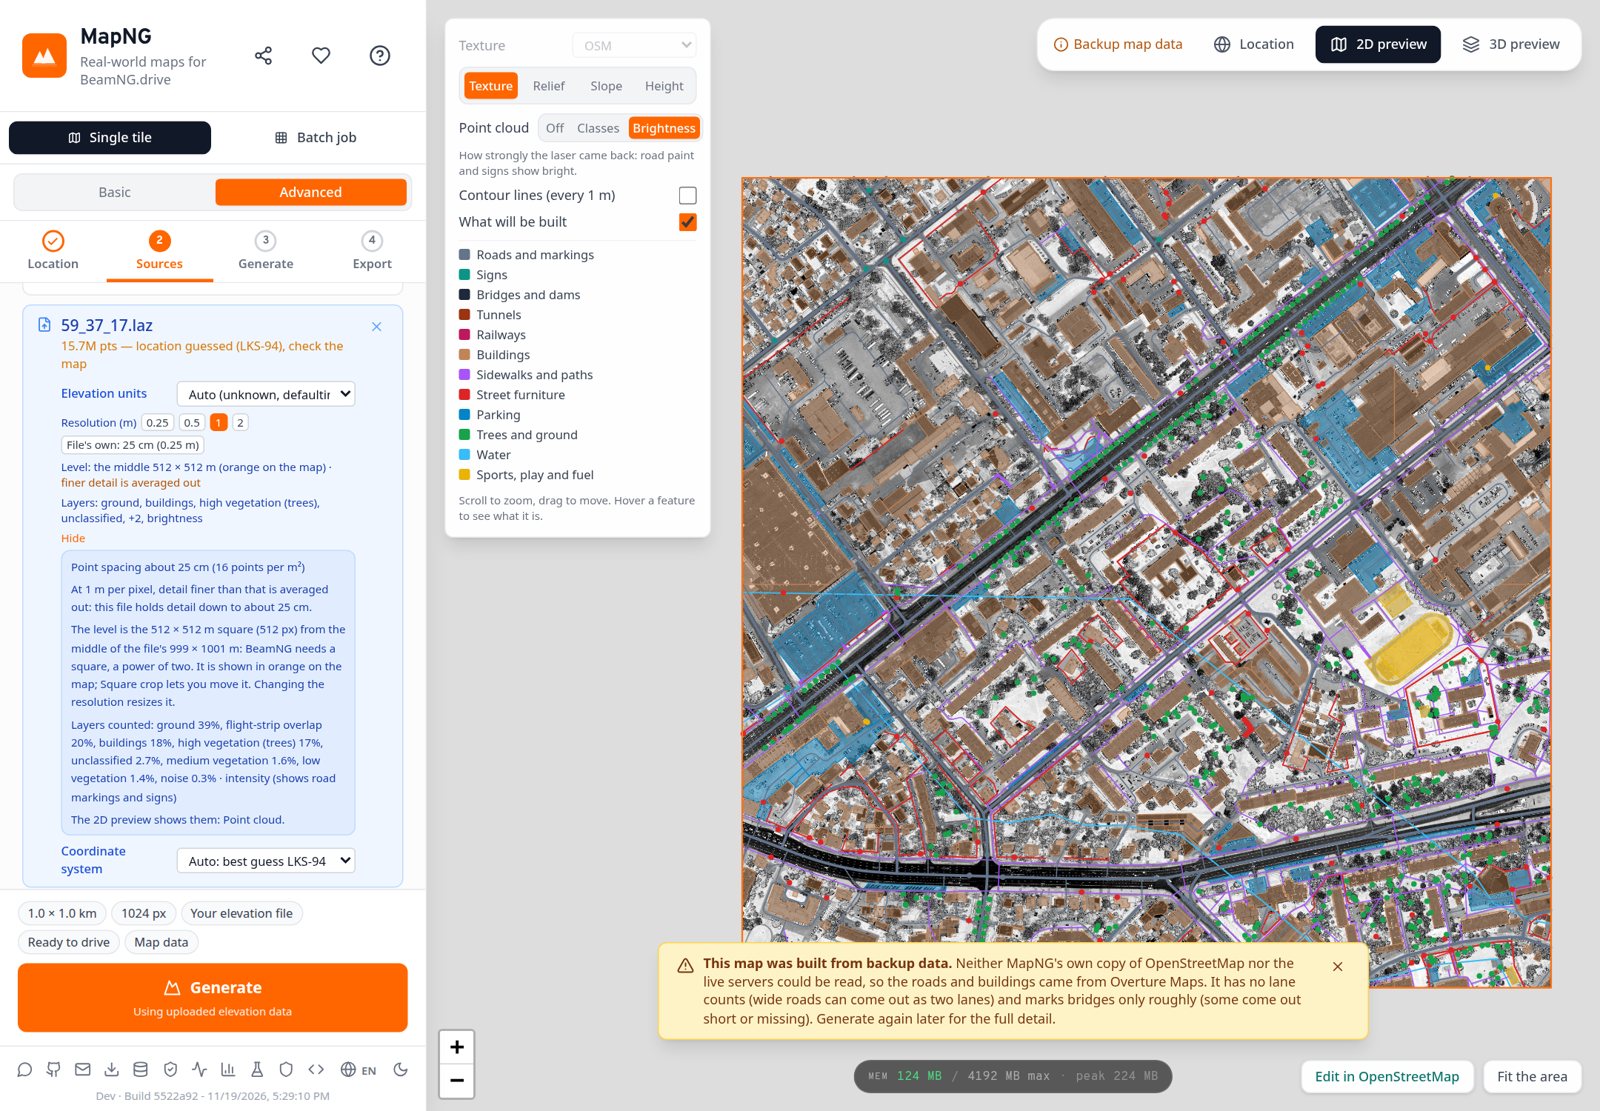 MapNG
Real-world maps for
BeamNG.drive
Single tile
Batch job
Basic
Advanced
Location
2
Sources
3
Generate
4
Export
59_37_17.laz
15.7M pts — location guessed (LKS-94), check the
map
Elevation units
Auto (unknown, defaultir
Resolution (m)
0.25
0.5
1
2
File's own: 25 cm (0.25 m)
Level: the middle 512 × 512 m (orange on the map) ·
finer detail is averaged out
Layers: ground, buildings, high vegetation (trees),
unclassified, +2, brightness
Hide
Point spacing about 25 cm (16 points per m²)
At 1 m per pixel, detail finer than that is averaged
out: this file holds detail down to about 25 cm.
The level is the 512 × 512 m square (512 px) from the
middle of the file's 999 × 1001 m: BeamNG needs a
square, a power of two. It is shown in orange on the
map; Square crop lets you move it. Changing the
resolution resizes it.
Layers counted: ground 39%, flight-strip overlap
20%, buildings 18%, high vegetation (trees) 17%,
unclassified 2.7%, medium vegetation 1.6%, low
vegetation 1.4%, noise 0.3% · intensity (shows road
markings and signs)
The 2D preview shows them: Point cloud.
Coordinate
system
Auto: best guess LKS-94
1.0 × 1.0 km
1024 px
Your elevation file
Ready to drive
Map data
Generate
Using uploaded elevation data
EN
Dev · Build 5522a92 - 11/19/2026, 5:29:10 PM
Texture
OSM
Texture
Relief
Slope
Height
Point cloud
Off
Classes
Brightness
How strongly the laser came back: road paint
and signs show bright.
Contour lines (every 1 m)
What will be built
Roads and markings
Signs
Bridges and dams
Tunnels
Railways
Buildings
Sidewalks and paths
Street furniture
Parking
Trees and ground
Water
Sports, play and fuel
Scroll to zoom, drag to move. Hover a feature
to see what it is.
Backup map data
Location
2D preview
3D preview
This map was built from backup data. Neither MapNG's own copy of OpenStreetMap nor the
live servers could be read, so the roads and buildings came from Overture Maps. It has no lane
counts (wide roads can come out as two lanes) and marks bridges only roughly (some come out
short or missing). Generate again later for the full detail.
+
−
MEM 124 MB / 4192 MB max · peak 224 MB
Edit in OpenStreetMap
Fit the area